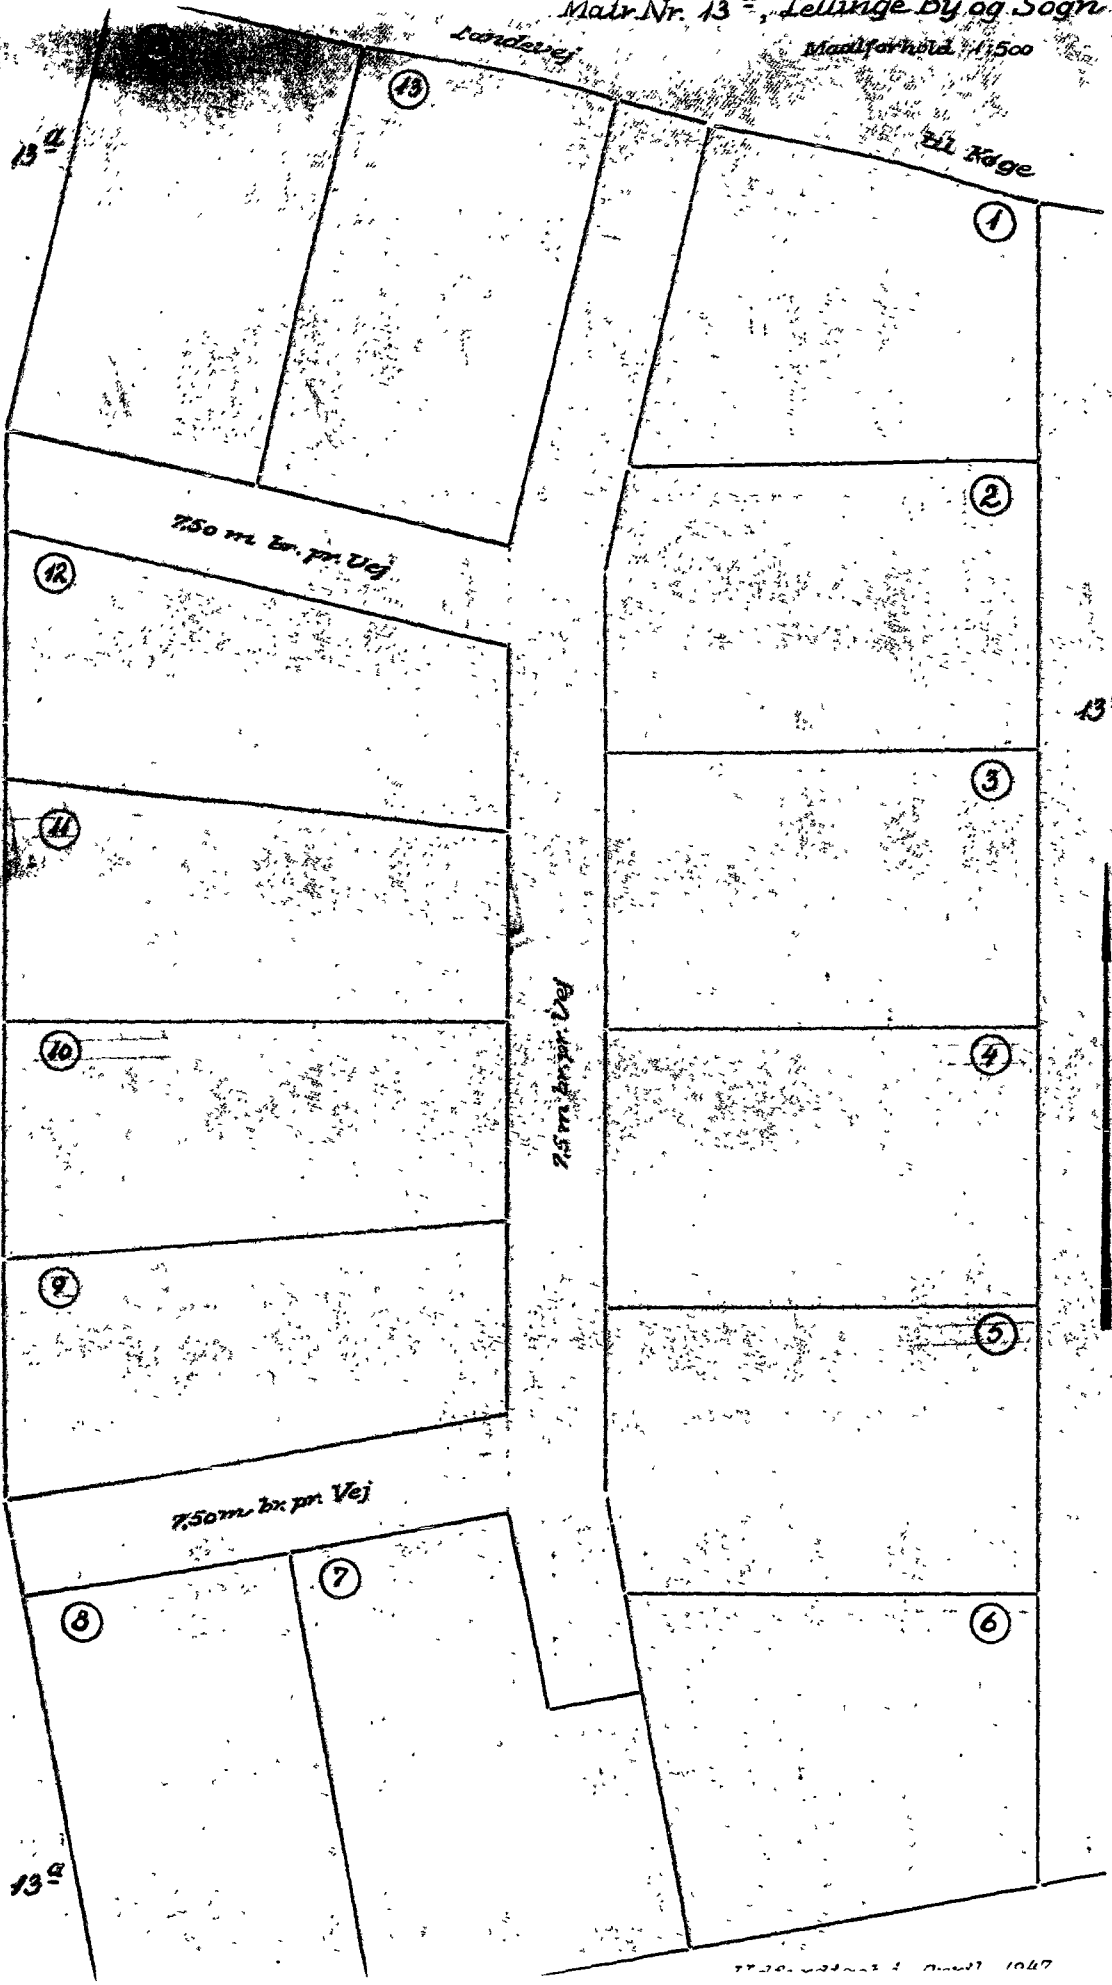 Matr. Nr. 13, Lellinge By og Sogn.
Maalforhold 1:500
Landevej
til Køge
13
1
13 a
2
7,50 m br. pr. Vej
12
13
3
11
7,5 m br. pr. Vej
10
4
9
5
7,50 m br. pr. Vej
7
8
6
13 a
i April 1947